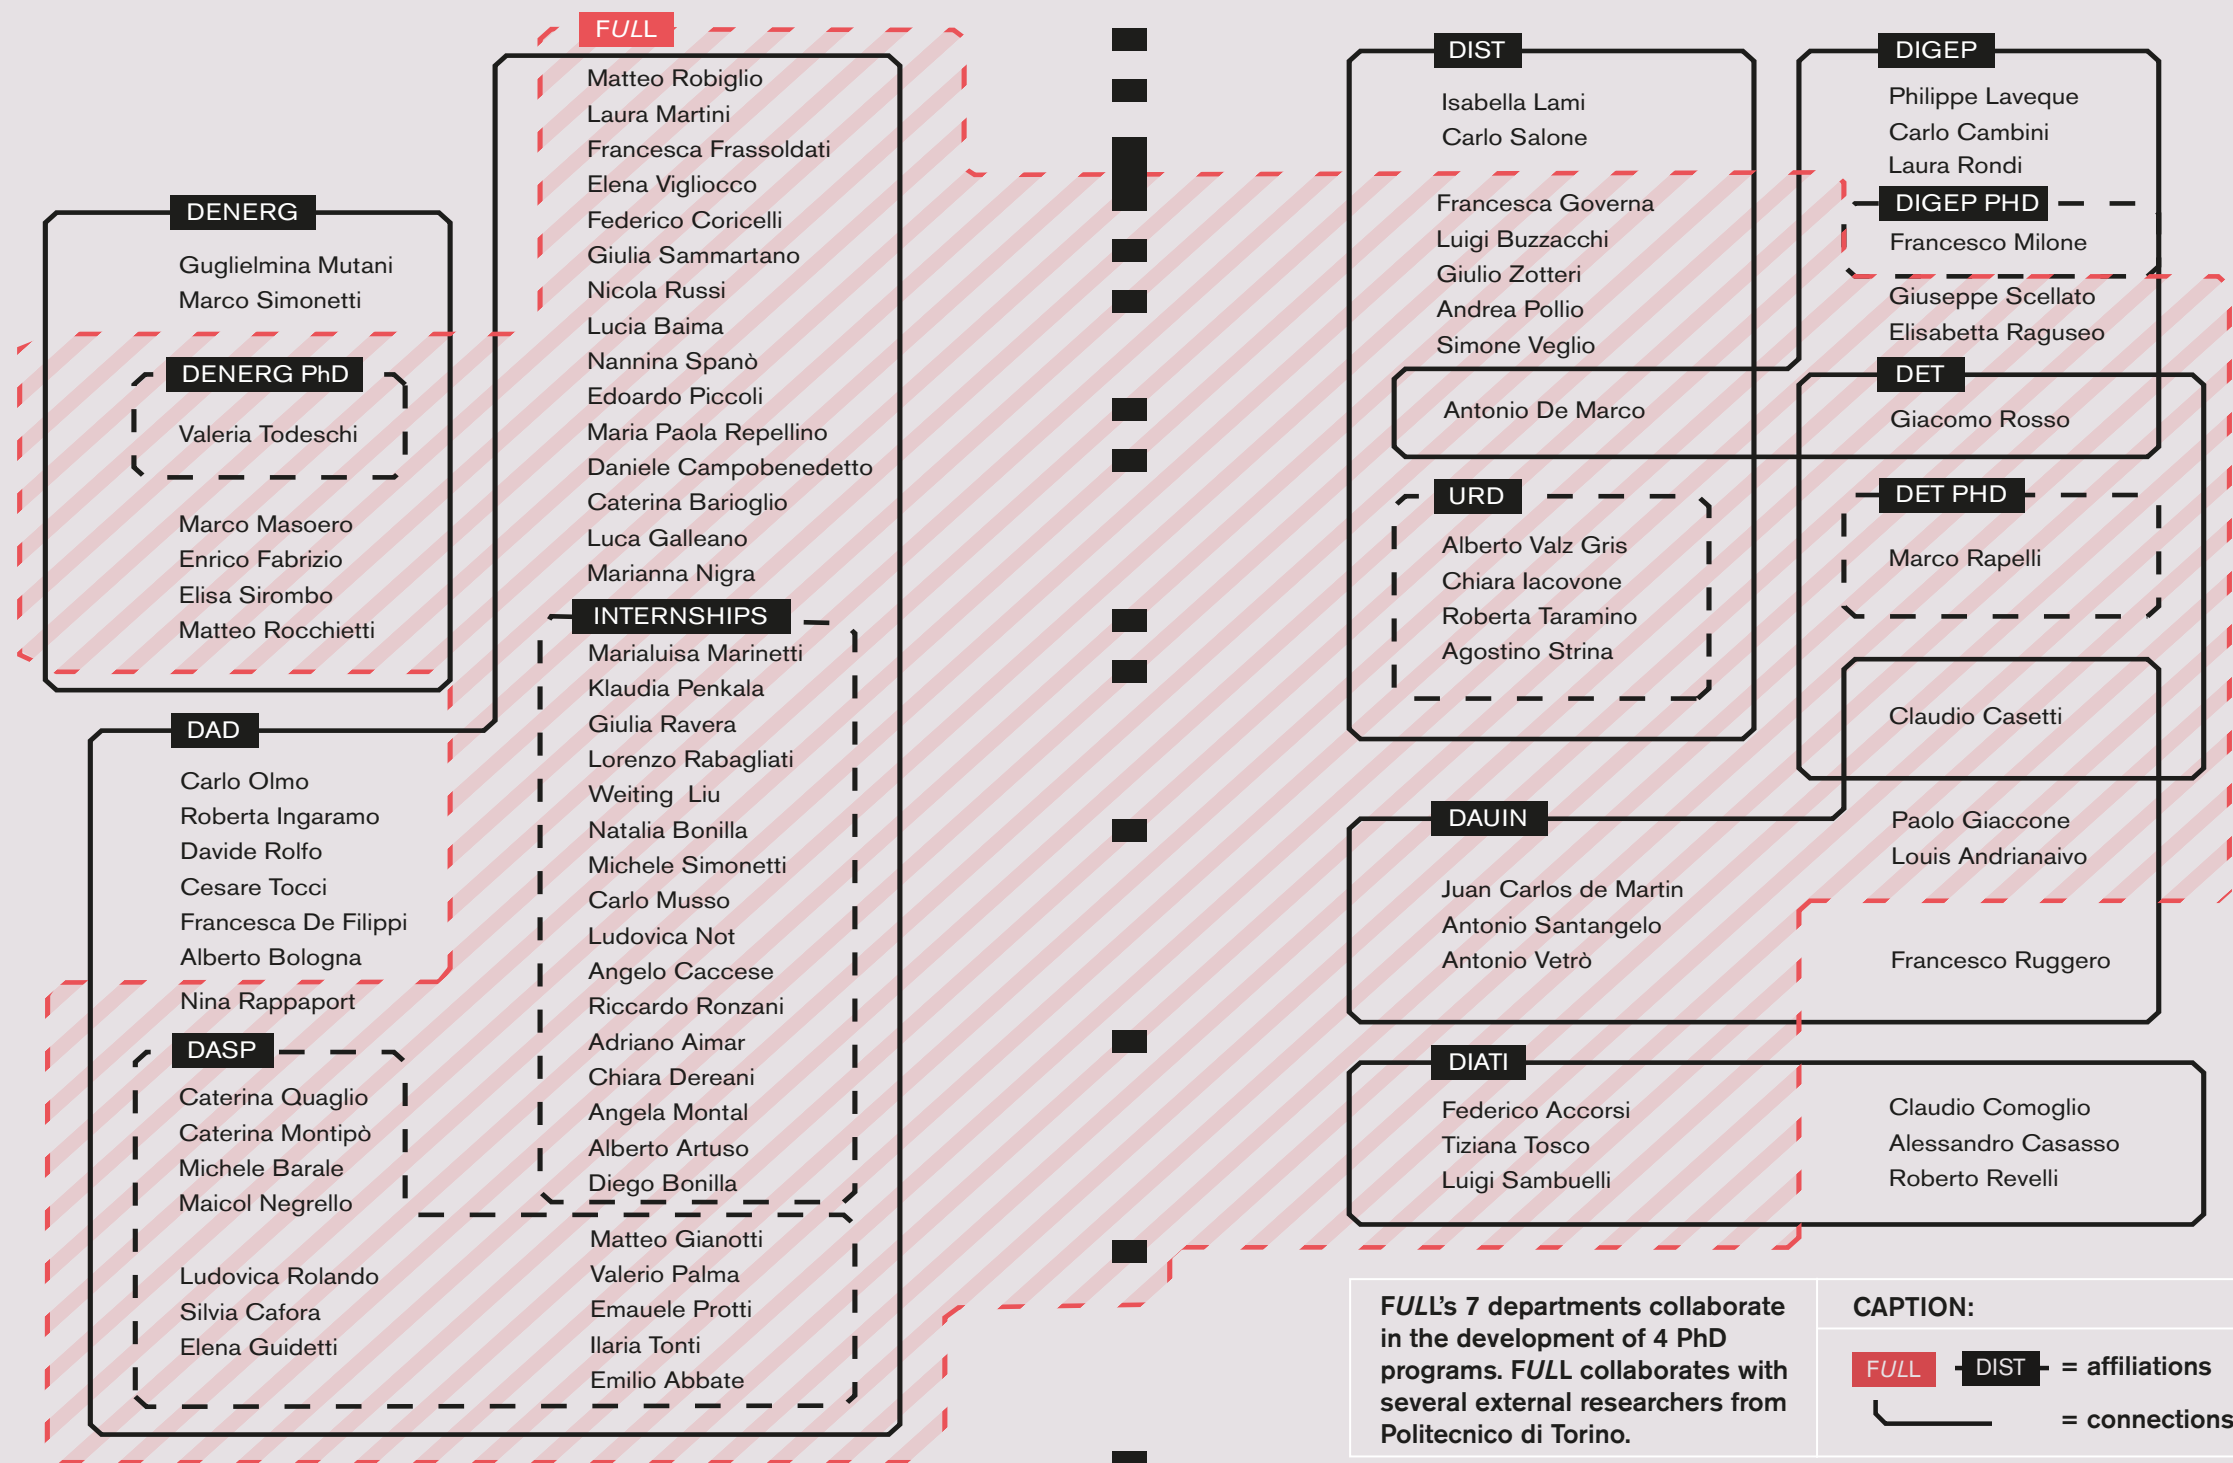 FULL
Matteo Robiglio
Laura Martini
Francesca Frassoldati
Elena Vigliocco
Federico Coricelli
Giulia Sammartano
Nicola Russi
Lucia Baima
Nannina Spanò
Edoardo Piccoli
Maria Paola Repellino
Daniele Campobenedetto
Caterina Barioglio
Luca Galleano
Marianna Nigra
INTERNSHIPS
Marialuisa Marinetti
Klaudia Penkala
Giulia Ravera
Lorenzo Rabagliati
Weiting Liu
Natalia Bonilla
Michele Simonetti
Carlo Musso
Ludovica Not
Angelo Caccese
Riccardo Ronzani
Adriano Aimar
Chiara Dereani
Angela Montal
Alberto Artuso
Diego Bonilla
Matteo Gianotti
Valerio Palma
Emauele Protti
Ilaria Tonti
Emilio Abbate
DENERG
Guglielmina Mutani
Marco Simonetti
DENERG PhD
Valeria Todeschi
Marco Masoero
Enrico Fabrizio
Elisa Sirombo
Matteo Rocchietti
DAD
Carlo Olmo
Roberta Ingaramo
Davide Rolfo
Cesare Tocci
Francesca De Filippi
Alberto Bologna
Nina Rappaport
DASP
Caterina Quaglio
Caterina Montipò
Michele Barale
Maicol Negrello
Ludovica Rolando
Silvia Cafora
Elena Guidetti
DIST
Isabella Lami
Carlo Salone
Francesca Governa
Luigi Buzzacchi
Giulio Zotteri
Andrea Pollio
Simone Veglio
Antonio De Marco
URD
Alberto Valz Gris
Chiara Iacovone
Roberta Taramino
Agostino Strina
DIGEP
Philippe Laveque
Carlo Cambini
Laura Rondi
DIGEP PHD
Francesco Milone
Giuseppe Scellato
Elisabetta Raguseo
DET
Giacomo Rosso
DET PHD
Marco Rapelli
Claudio Casetti
Paolo Giaccone
Louis Andrianaivo
Francesco Ruggero
DAUIN
Juan Carlos de Martin
Antonio Santangelo
Antonio Vetrò
DIATI
Federico Accorsi
Tiziana Tosco
Luigi Sambuelli
Claudio Comoglio
Alessandro Casasso
Roberto Revelli
FULL's 7 departments collaborate
in the development of 4 PhD
programs. FULL collaborates with
several external researchers from
Politecnico di Torino.
CAPTION:
FULL DIST = affiliations
= connections